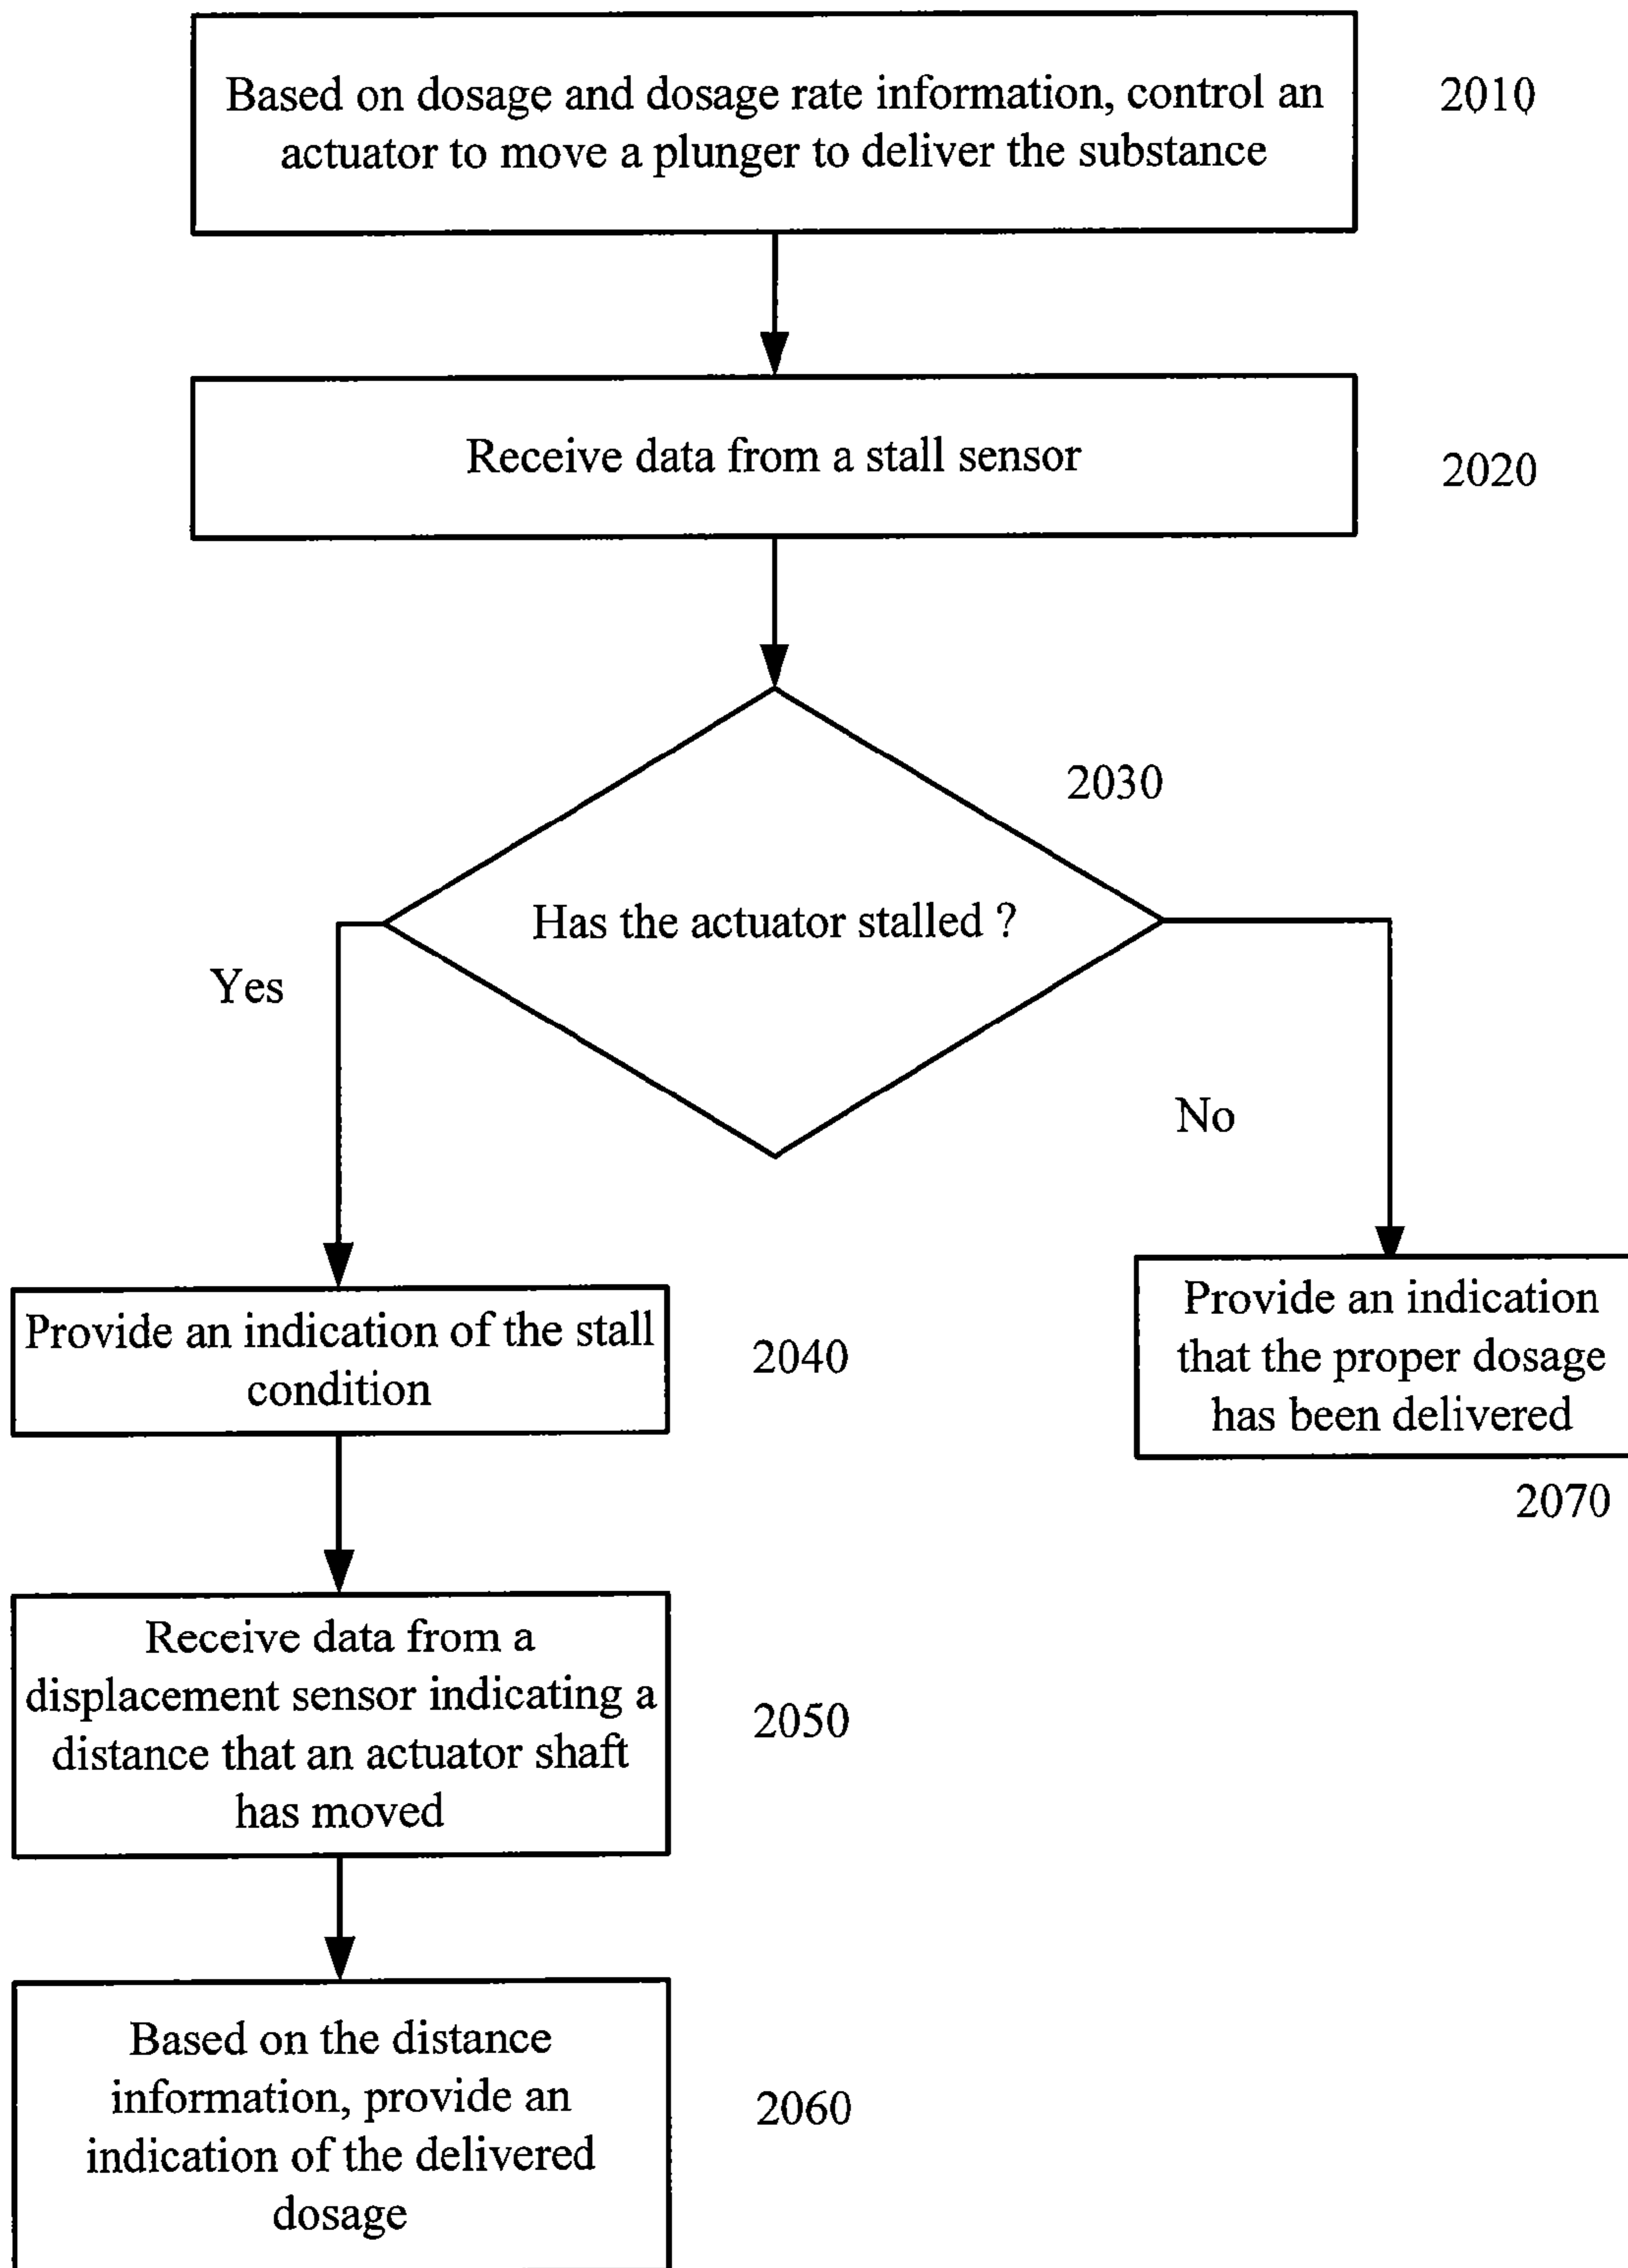 Based on dosage and dosage rate information, control an
actuator to move a plunger to deliver the substance
2010
Receive data from a stall sensor
2020
2030
Has the actuator stalled ?
Yes
No
Provide an indication of the stall
condition
2040
Provide an indication
that the proper dosage
has been delivered
2070
Receive data from a
displacement sensor indicating a
distance that an actuator shaft
has moved
2050
Based on the distance
information, provide an
indication of the delivered
dosage
2060